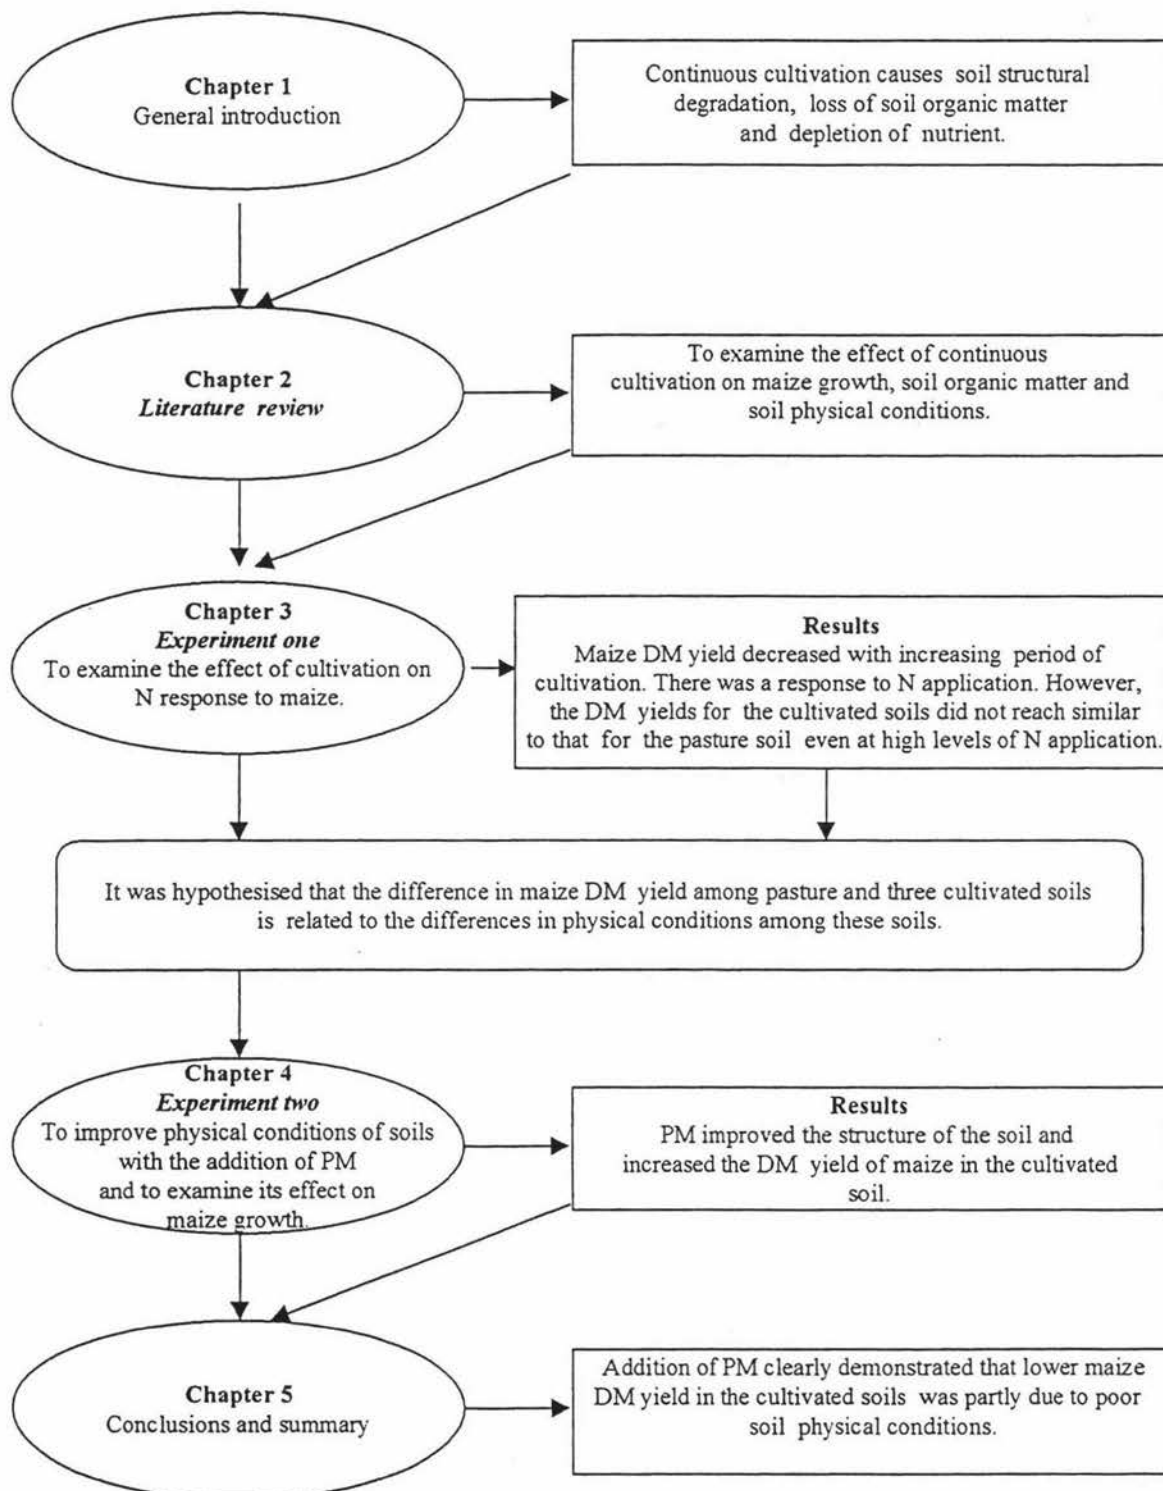 Chapter 1
General introduction
Continuous cultivation causes soil structural
degradation, loss of soil organic matter
and depletion of nutrient.
Chapter 2
Literature review
To examine the effect of continuous
cultivation on maize growth, soil organic matter and
soil physical conditions.
Chapter 3
Experiment one
To examine the effect of cultivation on
N response to maize.
Results
Maize DM yield decreased with increasing period of
cultivation. There was a response to N application. However,
the DM yields for the cultivated soils did not reach similar
to that for the pasture soil even at high levels of N application.
It was hypothesised that the difference in maize DM yield among pasture and three cultivated soils
is related to the differences in physical conditions among these soils.
Chapter 4
Experiment two
To improve physical conditions of soils
with the addition of PM
and to examine its effect on
maize growth.
Results
PM improved the structure of the soil and
increased the DM yield of maize in the cultivated
soil.
Chapter 5
Conclusions and summary
Addition of PM clearly demonstrated that lower maize
DM yield in the cultivated soils was partly due to poor
soil physical conditions.